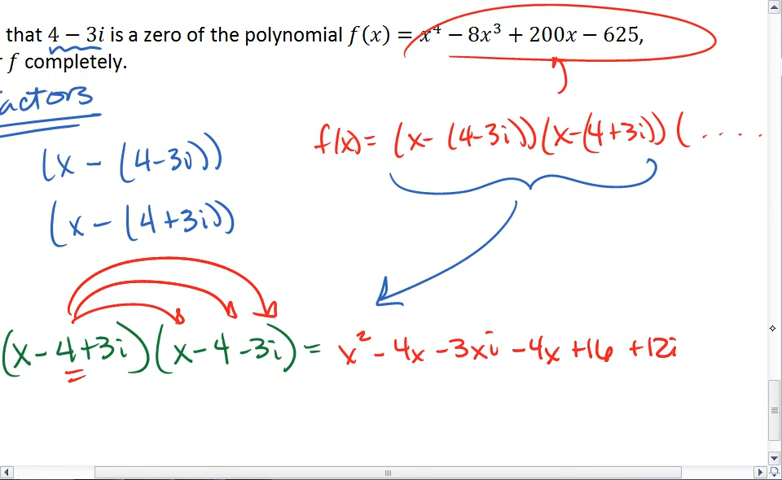 that 4 − 3i is a zero of the polynomial f(x) = x⁴ − 8x³ + 200x − 625,
f completely.
actors
f(x) = (x - (4-3i))(x-(4+3i))( ....
(x - (4-3i))
(x - (4+3i))
(x-4+3i)(x-4-3i) = x² - 4x - 3xi - 4x + 16 + 12i